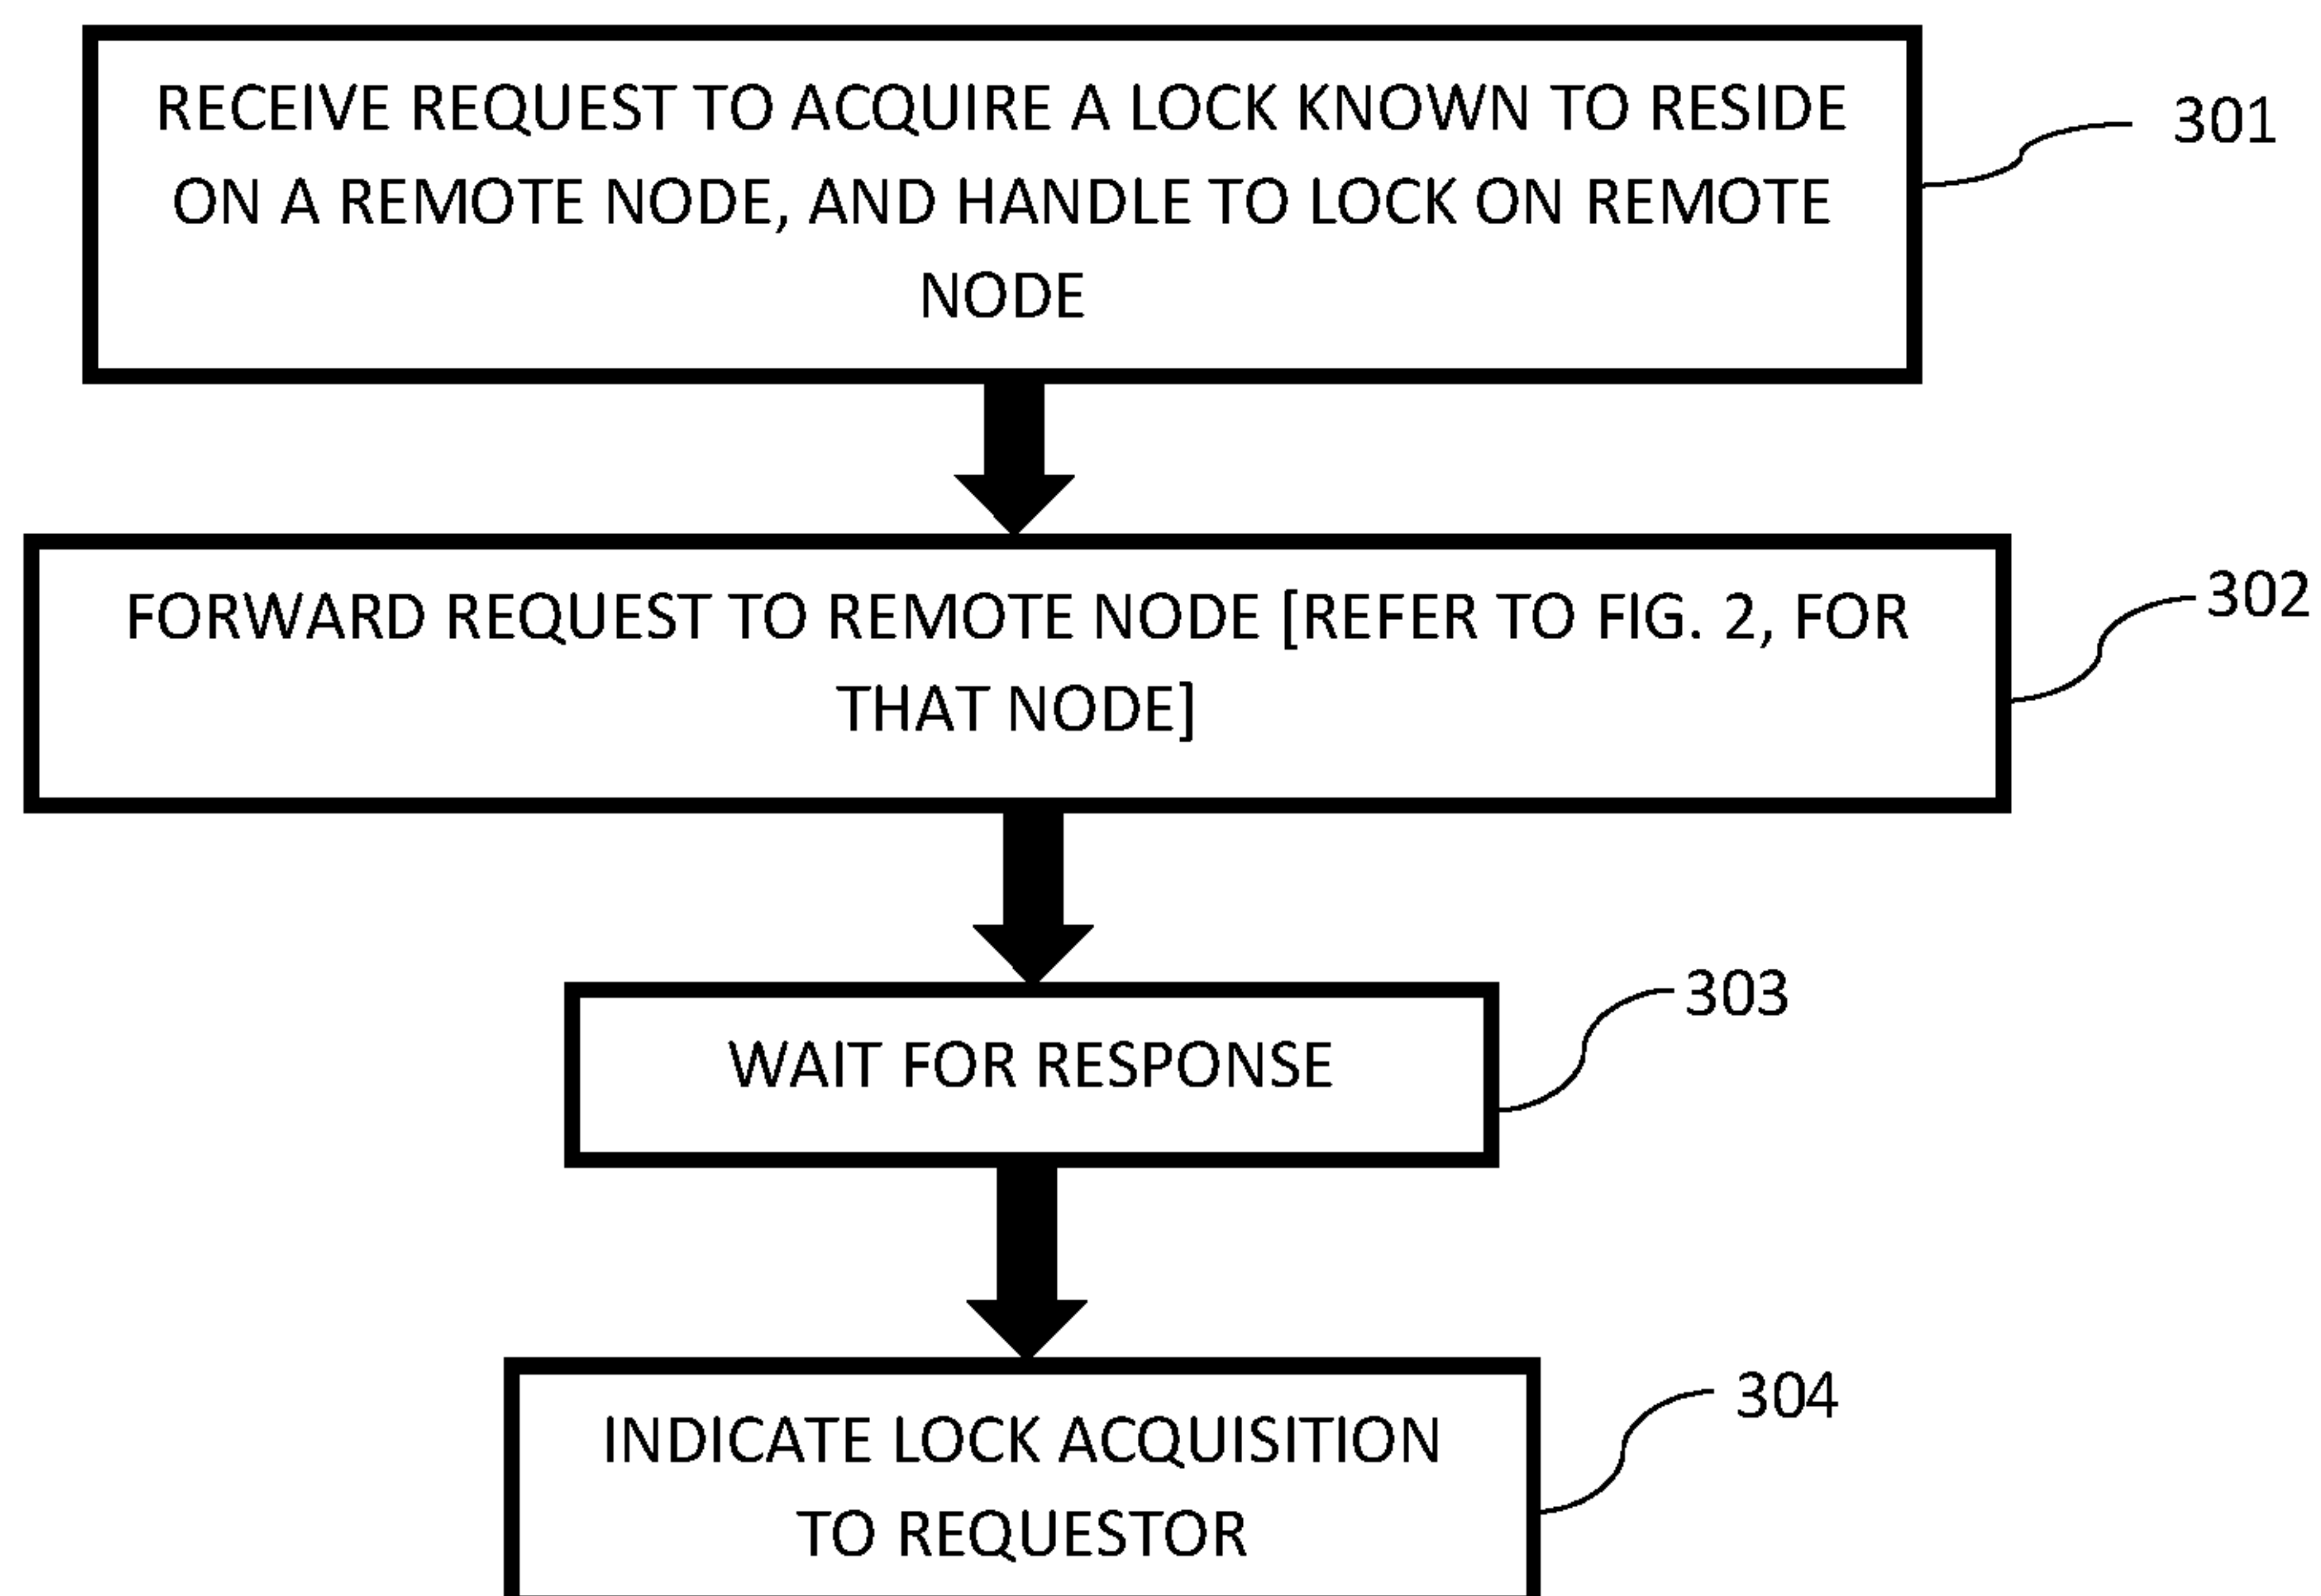 RECEIVE REQUEST TO ACQUIRE A LOCK KNOWN TO RESIDE
ON A REMOTE NODE, AND HANDLE TO LOCK ON REMOTE
NODE
301
FORWARD REQUEST TO REMOTE NODE [REFER TO FIG. 2, FOR
THAT NODE]
302
WAIT FOR RESPONSE
303
INDICATE LOCK ACQUISITION
TO REQUESTOR
304